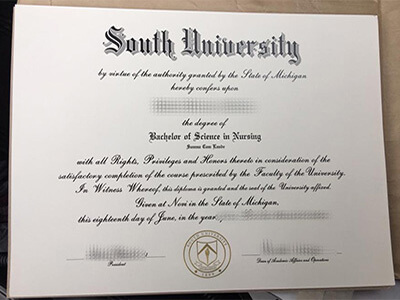 South University
by virtue of the authority granted by the State of Michigan
hereby confers upon
the degree of
Bachelor of Science in Nursing
Summa Cum Laude
with all Rights, Privileges and Honors thereto in consideration of the
satisfactory completion of the course prescribed by the Faculty of the University.
In Witness Whereof, this diploma is granted and the seal of the University affixed.
Given at Novi in the State of Michigan,
this eighteenth day of June, in the year
President
Dean of Academic Affairs and Operations